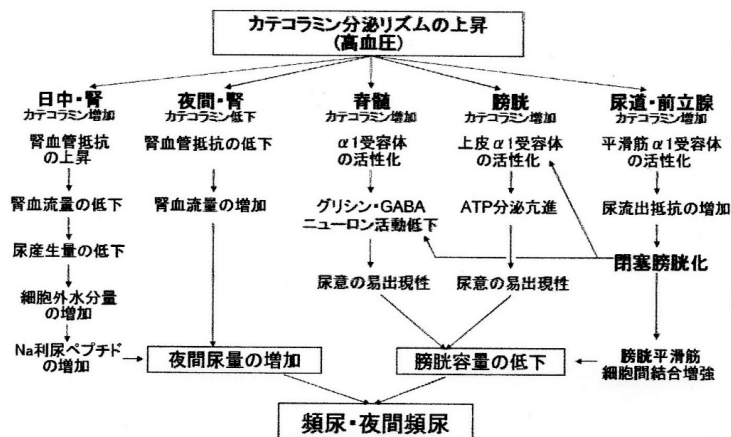 カテコラミン分泌リズムの上昇
(高血圧)
日中・腎
カテコラミン増加
腎血管抵抗
の上昇
腎血流量の低下
尿産生量の低下
細胞外水分量
の増加
Na利尿ペプチド
の増加
夜間・腎
カテコラミン低下
腎血管抵抗の低下
腎血流量の増加
夜間尿量の増加
脊髄
カテコラミン増加
α1受容体
の活性化
グリシン・GABA
ニューロン活動低下
尿意の易出現性
膀胱
カテコラミン増加
上皮α1受容体
の活性化
ATP分泌亢進
尿意の易出現性
膀胱容量の低下
尿道・前立腺
カテコラミン増加
平滑筋α1受容体
の活性化
尿流出抵抗の増加
閉塞膀胱化
膀胱平滑筋
細胞間結合増強
頻尿・夜間頻尿